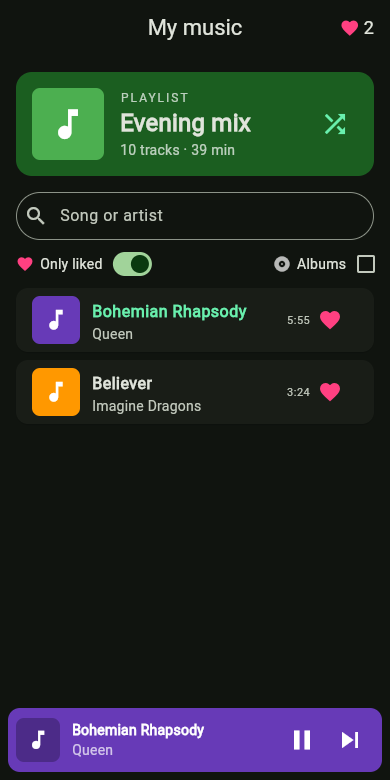 My music
2
PLAYLIST
Evening mix
10 tracks · 39 min
Song or artist
Only liked
Albums
Bohemian Rhapsody
Queen
5:55
Believer
Imagine Dragons
3:24
Bohemian Rhapsody
Queen